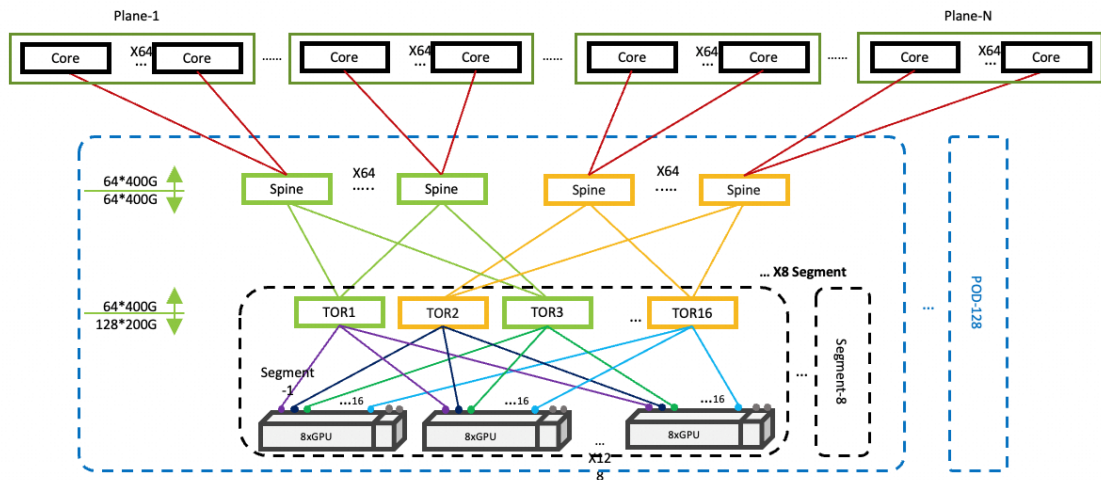 Plane-1
Plane-N
Core X64 ... Core ...... Core X64 ... Core ...... Core X64 ... Core ...... Core X64 ... Core
64*400G
64*400G
Spine X64 ..... Spine Spine X64 ..... Spine
... X8 Segment
64*400G
128*200G
TOR1 TOR2 TOR3 ... TOR16
Segment
-1
...16 ...16 ...16
8xGPU 8xGPU 8xGPU
...
X12
8
...
Segment-8
...
POD-128